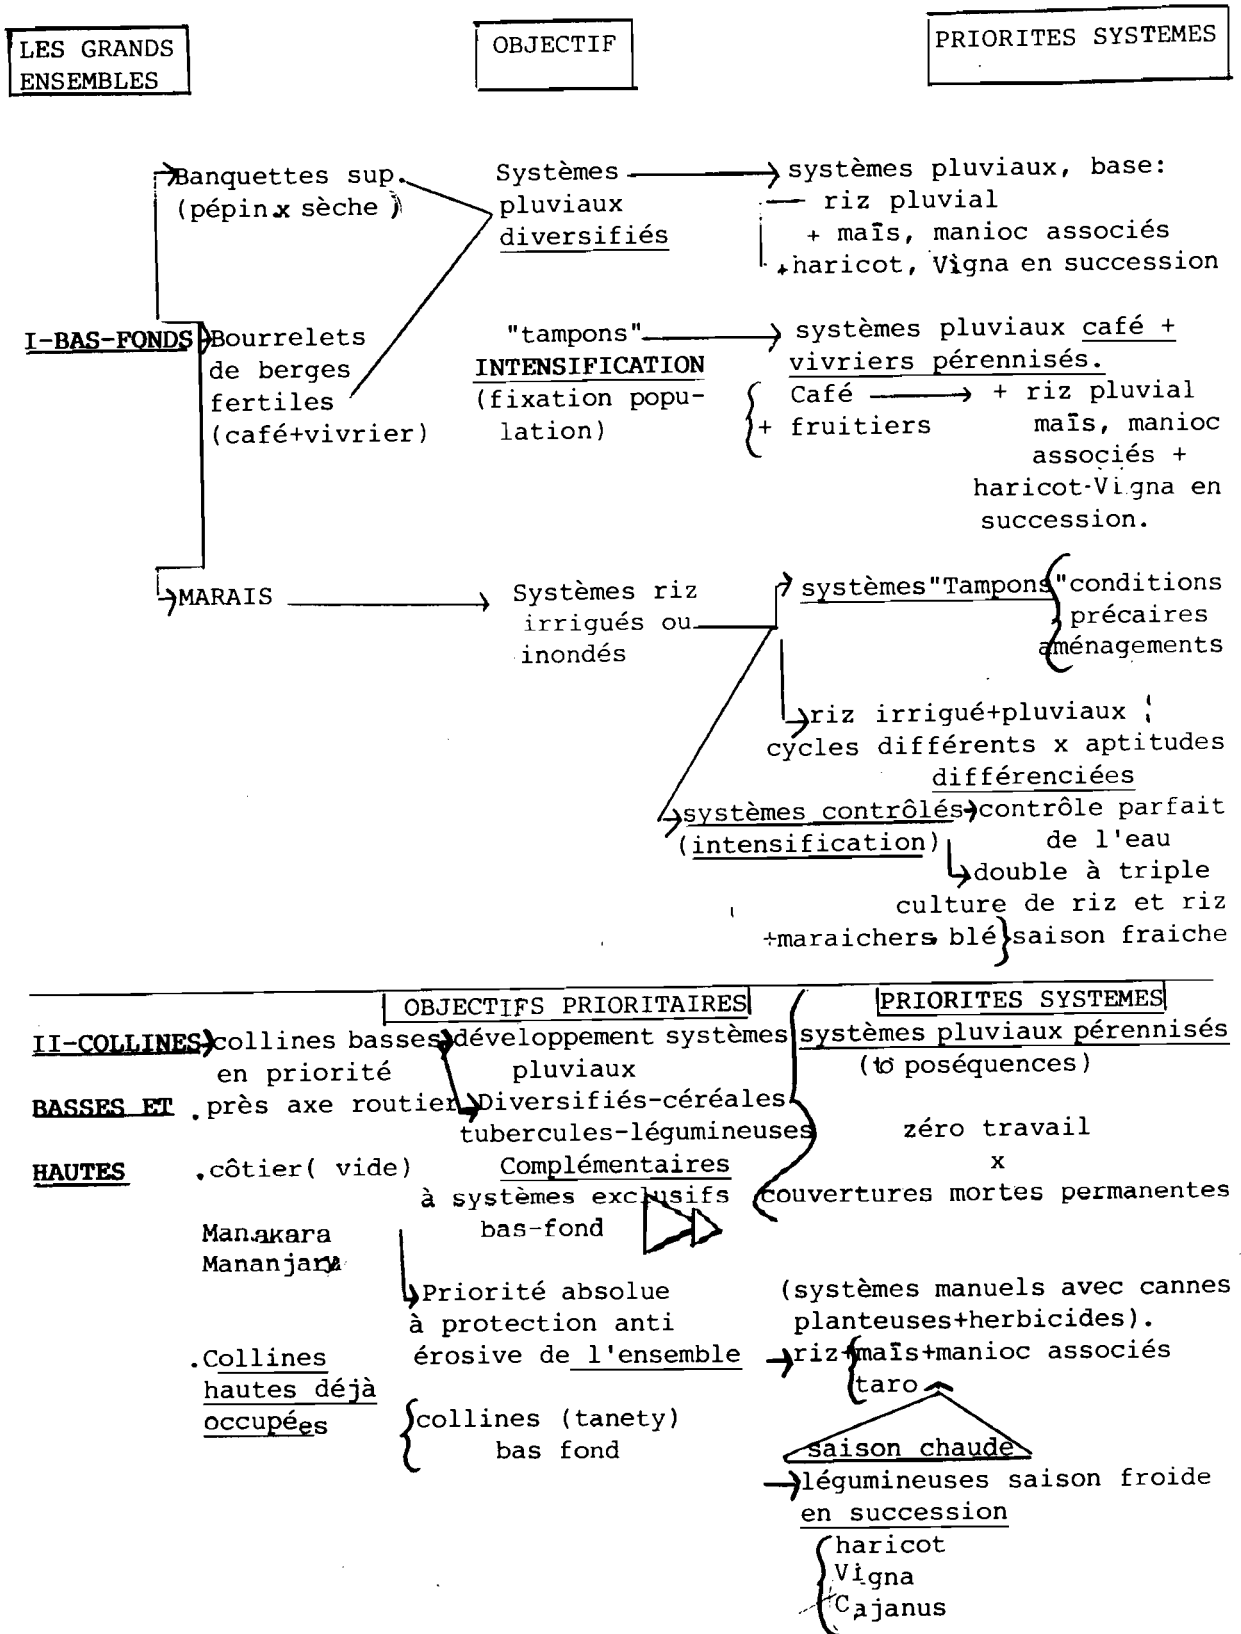 LES GRANDS
ENSEMBLES
OBJECTIF
PRIORITES SYSTEMES
Banquettes sup.
(pépin.x sèche )
Systèmes
pluviaux
diversifiés
systèmes pluviaux, base:
riz pluvial
+ maïs, manioc associés
+haricot, Vigna en succession
I-BAS-FONDS
Bourrelets
de berges
fertiles
(café+vivrier)
"tampons"
INTENSIFICATION
(fixation popu-
lation)
systèmes pluviaux café +
vivriers pérennisés.
Café
+ fruitiers
+ riz pluvial
maïs, manioc
associés +
haricot-Vigna en
succession.
MARAIS
Systèmes riz
irrigués ou
inondés
systèmes"Tampons"
conditions
précaires
aménagements
riz irrigué+pluviaux
cycles différents x aptitudes
différenciées
systèmes contrôlés
(intensification)
contrôle parfait
de l'eau
double à triple
culture de riz et riz
+maraichers blé}saison fraiche
OBJECTIFS PRIORITAIRES
PRIORITES SYSTEMES
II-COLLINES
BASSES ET
HAUTES
collines basses
en priorité
.près axe routier
.côtier( vide)
Manakara
Mananjary
.Collines
hautes déjà
occupées
développement systèmes
pluviaux
Diversifiés-céréales
tubercules-légumineuses
Complémentaires
à systèmes exclusifs
bas-fond
Priorité absolue
à protection anti
érosive de l'ensemble
collines (tanety)
bas fond
systèmes pluviaux pérennisés
(to poséquences)
zéro travail
x
couvertures mortes permanentes
(systèmes manuels avec cannes
planteuses+herbicides).
riz+maïs+manioc associés
taro
saison chaude
légumineuses saison froide
en succession
haricot
Vigna
Cajanus